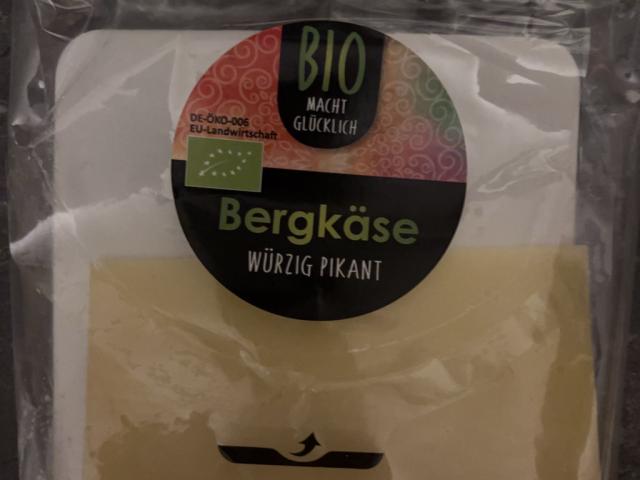 BIO
MACHT
GLÜCKLICH
DE-ÖKO-006
EU-Landwirtschaft
Bergkäse
WÜRZIG PIKANT